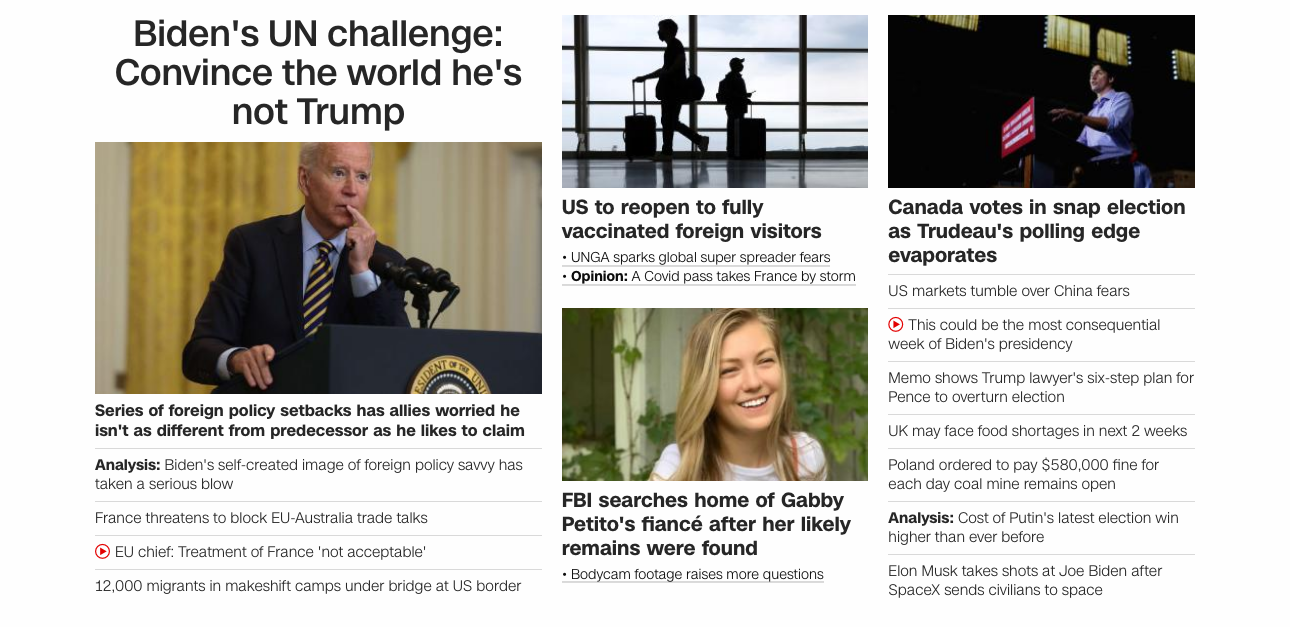 Biden's UN challenge:
Convince the world he's
not Trump
PRESIDENT OF THE UN
Series of foreign policy setbacks has allies worried he
isn't as different from predecessor as he likes to claim
Analysis: Biden's self-created image of foreign policy savvy has
taken a serious blow
France threatens to block EU-Australia trade talks
EU chief: Treatment of France 'not acceptable'
12,000 migrants in makeshift camps under bridge at US border
US to reopen to fully
vaccinated foreign visitors
• UNGA sparks global super spreader fears
• Opinion: A Covid pass takes France by storm
FBI searches home of Gabby
Petito's fiancé after her likely
remains were found
• Bodycam footage raises more questions
Canada votes in snap election
as Trudeau's polling edge
evaporates
US markets tumble over China fears
This could be the most consequential
week of Biden's presidency
Memo shows Trump lawyer's six-step plan for
Pence to overturn election
UK may face food shortages in next 2 weeks
Poland ordered to pay $580,000 fine for
each day coal mine remains open
Analysis: Cost of Putin's latest election win
higher than ever before
Elon Musk takes shots at Joe Biden after
SpaceX sends civilians to space